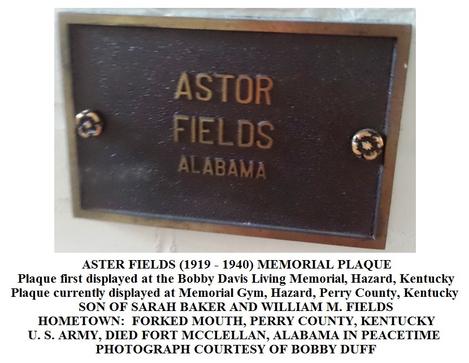 ASTOR
FIELDS
ALABAMA
ASTER FIELDS (1919 - 1940) MEMORIAL PLAQUE
Plaque first displayed at the Bobby Davis Living Memorial, Hazard, Kentucky
Plaque currently displayed at Memorial Gym, Hazard, Perry County, Kentucky
SON OF SARAH BAKER AND WILLIAM M. FIELDS
HOMETOWN: FORKED MOUTH, PERRY COUNTY, KENTUCKY
U. S. ARMY, DIED FORT MCCLELLAN, ALABAMA IN PEACETIME
PHOTOGRAPH COURTESY OF BOBBY DUFF